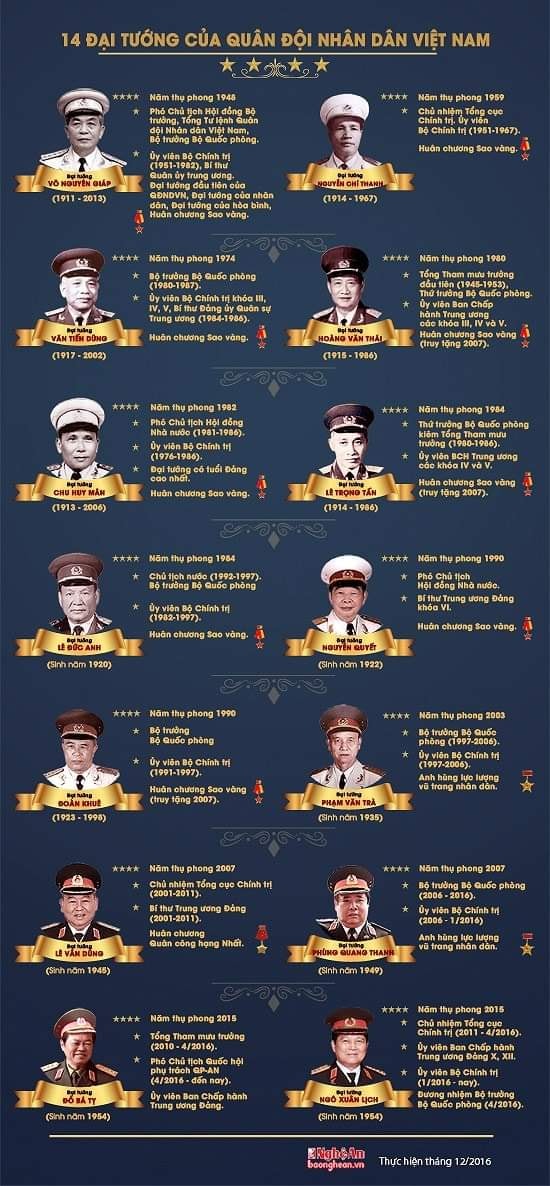 14 ĐẠI TƯỚNG CỦA QUÂN ĐỘI NHÂN DÂN VIỆT NAM
Năm thụ phong 1948
Phó Chủ tịch Hội đồng Bộ
trưởng, Tổng Tư lệnh Quân
đội Nhân dân Việt Nam,
Bộ trưởng Bộ Quốc phòng.
Ủy viên Bộ Chính trị
(1951-1982), Bí thư
Quân ủy trung ương.
Đại tướng đầu tiên của
QĐNDVN, Đại tướng của nhân
dân, Đại tướng của hòa bình,
Huân chương Sao vàng.
Đại tướng
VÕ NGUYÊN GIÁP
(1911 - 2013)
Năm thụ phong 1959
Chủ nhiệm Tổng cục
Chính trị, Ủy viên
Bộ Chính trị (1951-1967).
Huân chương Sao vàng.
Đại tướng
NGUYỄN CHÍ THANH
(1914 - 1967)
Năm thụ phong 1974
Bộ trưởng Bộ Quốc phòng
(1980-1987).
Ủy viên Bộ Chính trị khóa III,
IV, V, Bí thư Đảng ủy Quân sự
Trung ương (1984-1986).
Huân chương Sao vàng.
Đại tướng
VĂN TIẾN DŨNG
(1917 - 2002)
Năm thụ phong 1980
Tổng Tham mưu trưởng
đầu tiên (1945-1953),
Thứ trưởng Bộ Quốc phòng.
Ủy viên Ban Chấp
hành Trung ương
các khóa III, IV và V.
Huân chương Sao vàng
(truy tặng 2007).
Đại tướng
HOÀNG VĂN THÁI
(1915 - 1986)
Năm thụ phong 1982
Phó Chủ tịch Hội đồng
Nhà nước (1981-1986).
Ủy viên Bộ Chính trị
(1976-1986).
Đại tướng có tuổi Đảng
cao nhất.
Huân chương Sao vàng.
Đại tướng
CHU HUY MÂN
(1913 - 2006)
Năm thụ phong 1984
Thứ trưởng Bộ Quốc phòng
kiêm Tổng Tham mưu
trưởng (1980-1986).
Ủy viên BCH Trung ương
các khóa IV và V.
Huân chương Sao vàng
(truy tặng 2007).
Đại tướng
LÊ TRỌNG TẤN
(1914 - 1986)
Năm thụ phong 1984
Chủ tịch nước (1992-1997).
Bộ trưởng Bộ Quốc phòng
Ủy viên Bộ Chính trị
(1982-1997).
Huân chương Sao vàng.
Đại tướng
LÊ ĐỨC ANH
(Sinh năm 1920)
Năm thụ phong 1990
Phó Chủ tịch
Hội đồng Nhà nước.
Bí thư Trung ương Đảng
khóa VI.
Huân chương Sao vàng.
Đại tướng
NGUYỄN QUYẾT
(Sinh năm 1922)
Năm thụ phong 1990
Bộ trưởng
Bộ Quốc phòng
Ủy viên Bộ Chính trị
(1991-1997).
Huân chương Sao vàng
(truy tặng 2007).
Đại tướng
ĐOÀN KHUÊ
(1923 - 1998)
Năm thụ phong 2003
Bộ trưởng Bộ Quốc
phòng (1997-2006).
Ủy viên Bộ Chính trị
(1997-2006).
Anh hùng lực lượng
vũ trang nhân dân.
Đại tướng
PHẠM VĂN TRÀ
(Sinh năm 1935)
Năm thụ phong 2007
Chủ nhiệm Tổng cục Chính trị
(2001-2011).
Bí thư Trung ương Đảng
(2001-2011).
Huân chương
Quân công hạng Nhất.
Đại tướng
LÊ VĂN DŨNG
(Sinh năm 1945)
Năm thụ phong 2007
Bộ trưởng Bộ Quốc phòng
(2006 - 2016).
Ủy viên Bộ Chính trị
(2006 - 1/2016)
Anh hùng lực lượng
vũ trang nhân dân.
Đại tướng
PHÙNG QUANG THANH
(Sinh năm 1949)
Năm thụ phong 2015
Tổng Tham mưu trưởng
(2010 - 4/2016).
Phó Chủ tịch Quốc hội
phụ trách QP-AN
(4/2016 - đến nay).
Ủy viên Ban Chấp hành
Trung ương Đảng.
Đại tướng
ĐỖ BÁ TỴ
(Sinh năm 1954)
Năm thụ phong 2015
Chủ nhiệm Tổng cục
Chính trị (2011 - 4/2016).
Ủy viên Ban Chấp hành
Trung ương Đảng X, XII.
Ủy viên Bộ Chính trị
(1/2016 - nay).
Đương nhiệm Bộ trưởng
Bộ Quốc phòng (4/2016).
Đại tướng
NGÔ XUÂN LỊCH
(Sinh năm 1954)
Nghệ An
baonghean.vn
Thực hiện tháng 12/2016